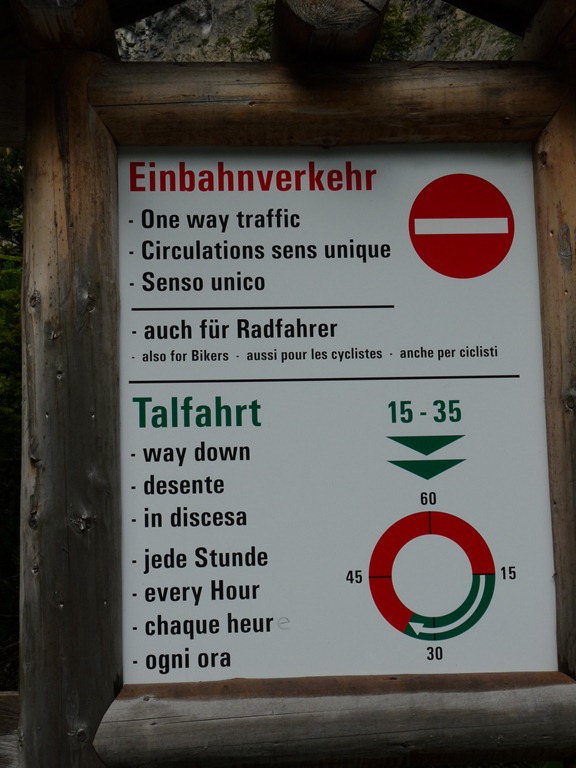 Einbahnverkehr
- One way traffic
- Circulations sens unique
- Senso unico
- auch für Radfahrer
- also for Bikers - aussi pour les cyclistes - anche per ciclisti
Talfahrt
15 - 35
- way down
- desente
- in discesa
- jede Stunde
- every Hour
- chaque heure
- ogni ora
60
45
15
30